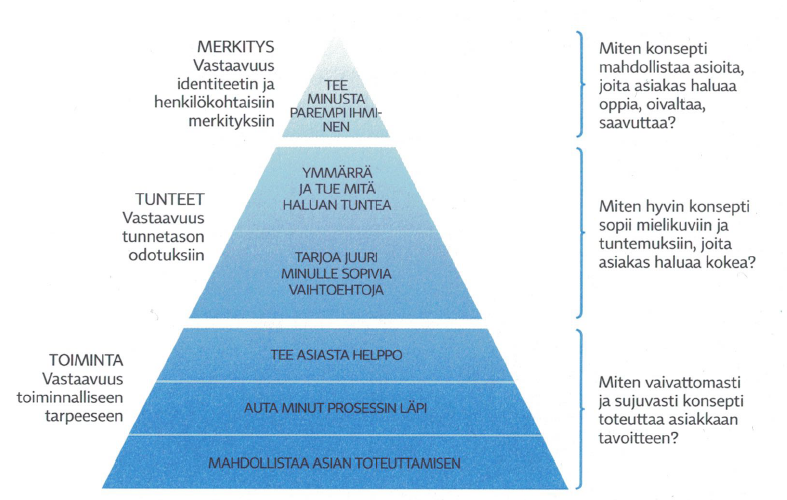 MERKITYS
Vastaavuus
identiteetin ja
henkilökohtaisiin
merkityksiin
TEE
MINUSTA
PAREMPI IHMI-
NEN
Miten konsepti
mahdollistaa asioita,
joita asiakas haluaa
oppia, oivaltaa,
saavuttaa?
TUNTEET
Vastaavuus
tunnetason
odotuksiin
YMMÄRRÄ
JA TUE MITÄ
HALUAN TUNTEA
TARJOA JUURI
MINULLE SOPIVIA
VAIHTOEHTOJA
Miten hyvin konsepti
sopii mielikuviin ja
tuntemuksiin, joita
asiakas haluaa kokea?
TOIMINTA
Vastaavuus
toiminnalliseen
tarpeeseen
TEE ASIASTA HELPPO
AUTA MINUT PROSESSIN LÄPI
MAHDOLLISTAA ASIAN TOTEUTTAMISEN
Miten vaivattomasti
ja sujuvasti konsepti
toteuttaa asiakkaan
tavoitteen?